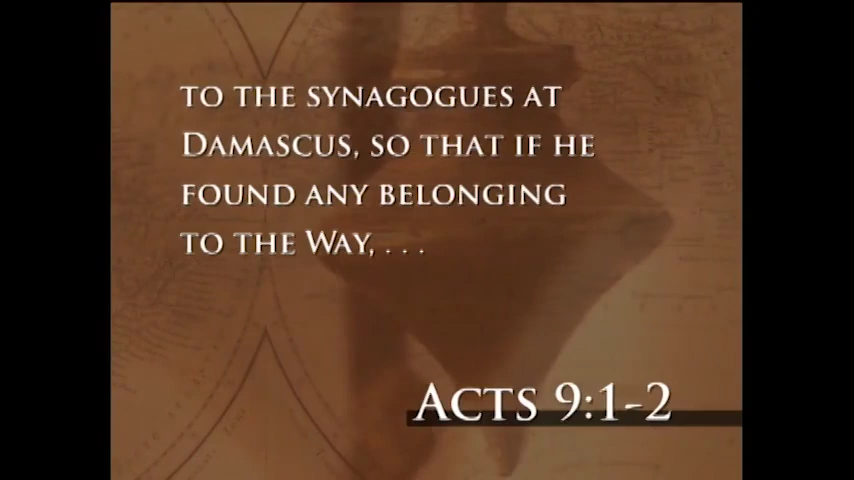 TO THE SYNAGOGUES AT
DAMASCUS, SO THAT IF HE
FOUND ANY BELONGING
TO THE WAY, . . .
ACTS 9:1-2